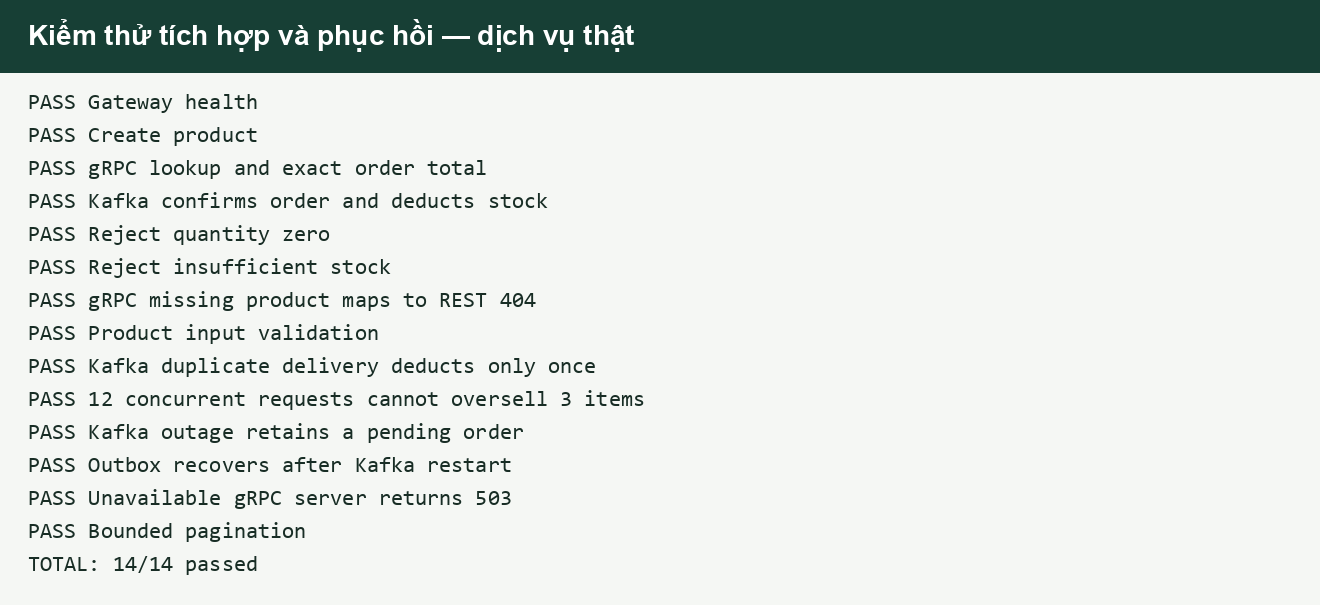 Kiểm thử tích hợp và phục hồi — dịch vụ thật
PASS Gateway health
PASS Create product
PASS gRPC lookup and exact order total
PASS Kafka confirms order and deducts stock
PASS Reject quantity zero
PASS Reject insufficient stock
PASS gRPC missing product maps to REST 404
PASS Product input validation
PASS Kafka duplicate delivery deducts only once
PASS 12 concurrent requests cannot oversell 3 items
PASS Kafka outage retains a pending order
PASS Outbox recovers after Kafka restart
PASS Unavailable gRPC server returns 503
PASS Bounded pagination
TOTAL: 14/14 passed